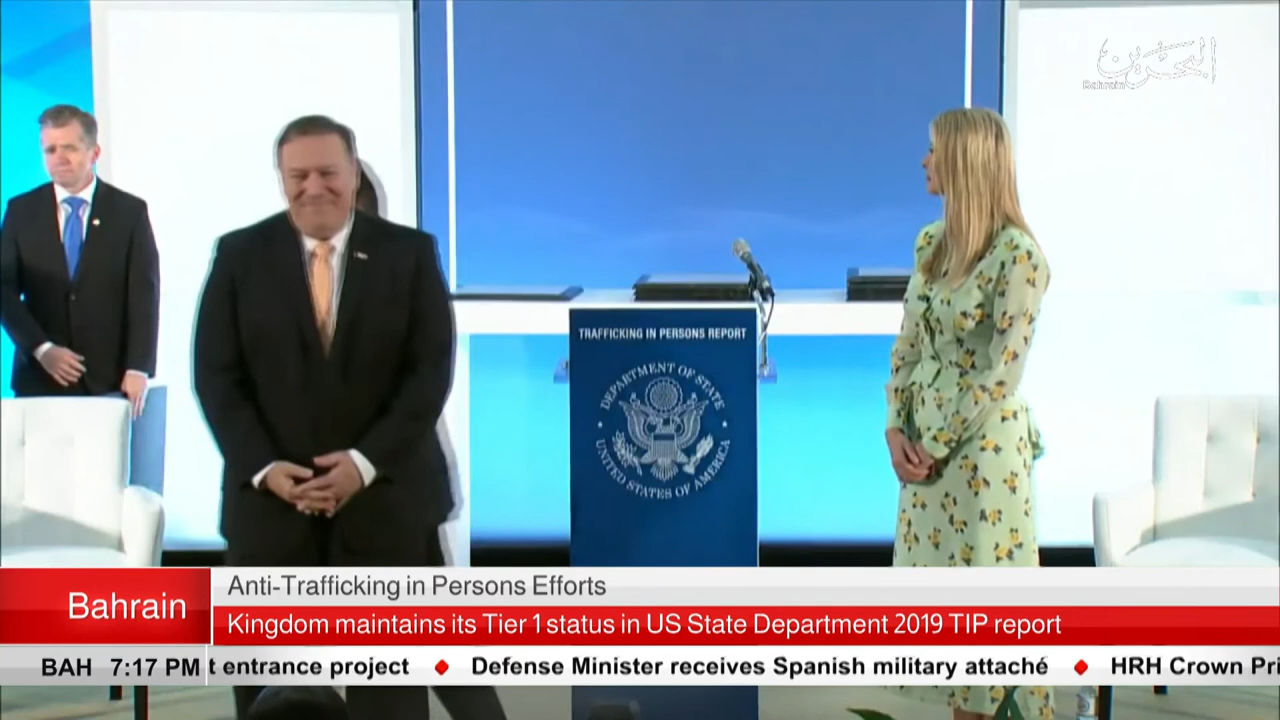 البحرين
Bahrain
TRAFFICKING IN PERSONS REPORT
DEPARTMENT OF STATE
UNITED STATES OF AMERICA
Bahrain
Anti-Trafficking in Persons Efforts
Kingdom maintains its Tier 1 status in US State Department 2019 TIP report
BAH 7:17 PM t entrance project ♦ Defense Minister receives Spanish military attaché ♦ HRH Crown Pri